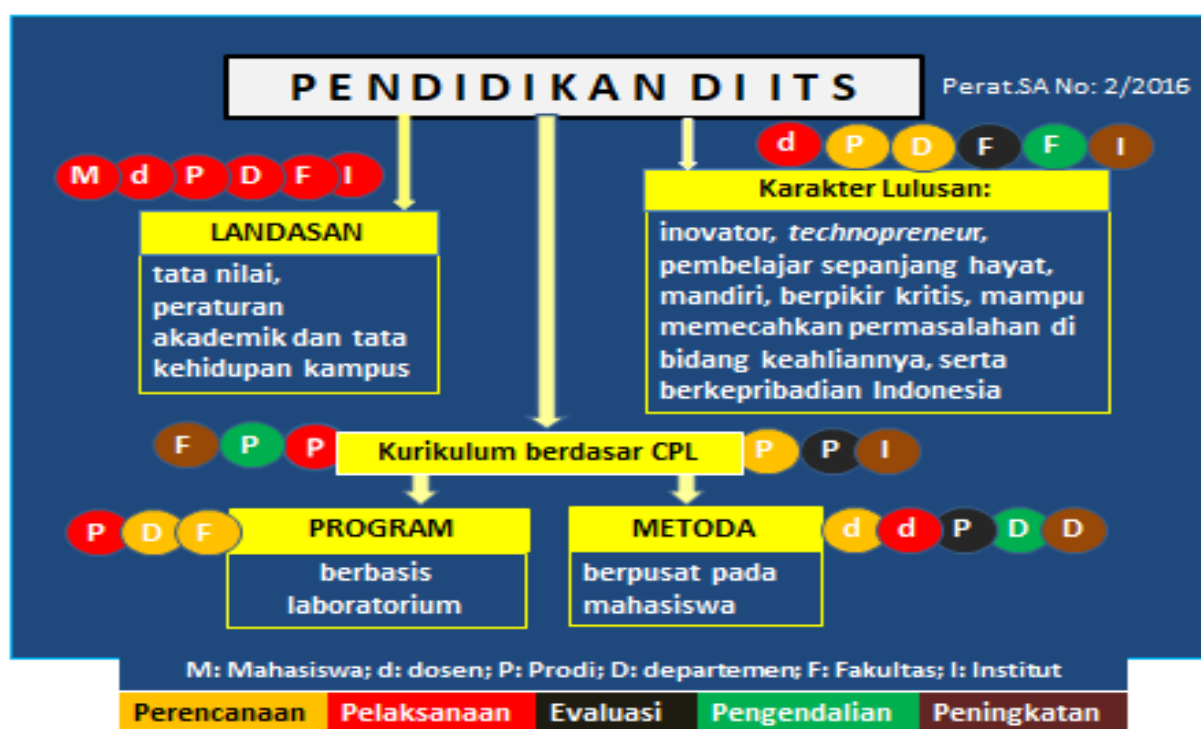 PENDIDIKAN DI ITS
Perat.SA No: 2/2016
M d P D F I
d P D F F I
LANDASAN
tata nilai,
peraturan
akademik dan tata
kehidupan kampus
Karakter Lulusan:
inovator, technopreneur,
pembelajar sepanjang hayat,
mandiri, berpikir kritis, mampu
memecahkan permasalahan di
bidang keahliannya, serta
berkepribadian Indonesia
F P P Kurikulum berdasar CPL P P I
P D F PROGRAM
berbasis
laboratorium
METODA d d P D D
berpusat pada
mahasiswa
M: Mahasiswa; d: dosen; P: Prodi; D: departemen; F: Fakultas; I: Institut
Perencanaan Pelaksanaan Evaluasi Pengendalian Peningkatan